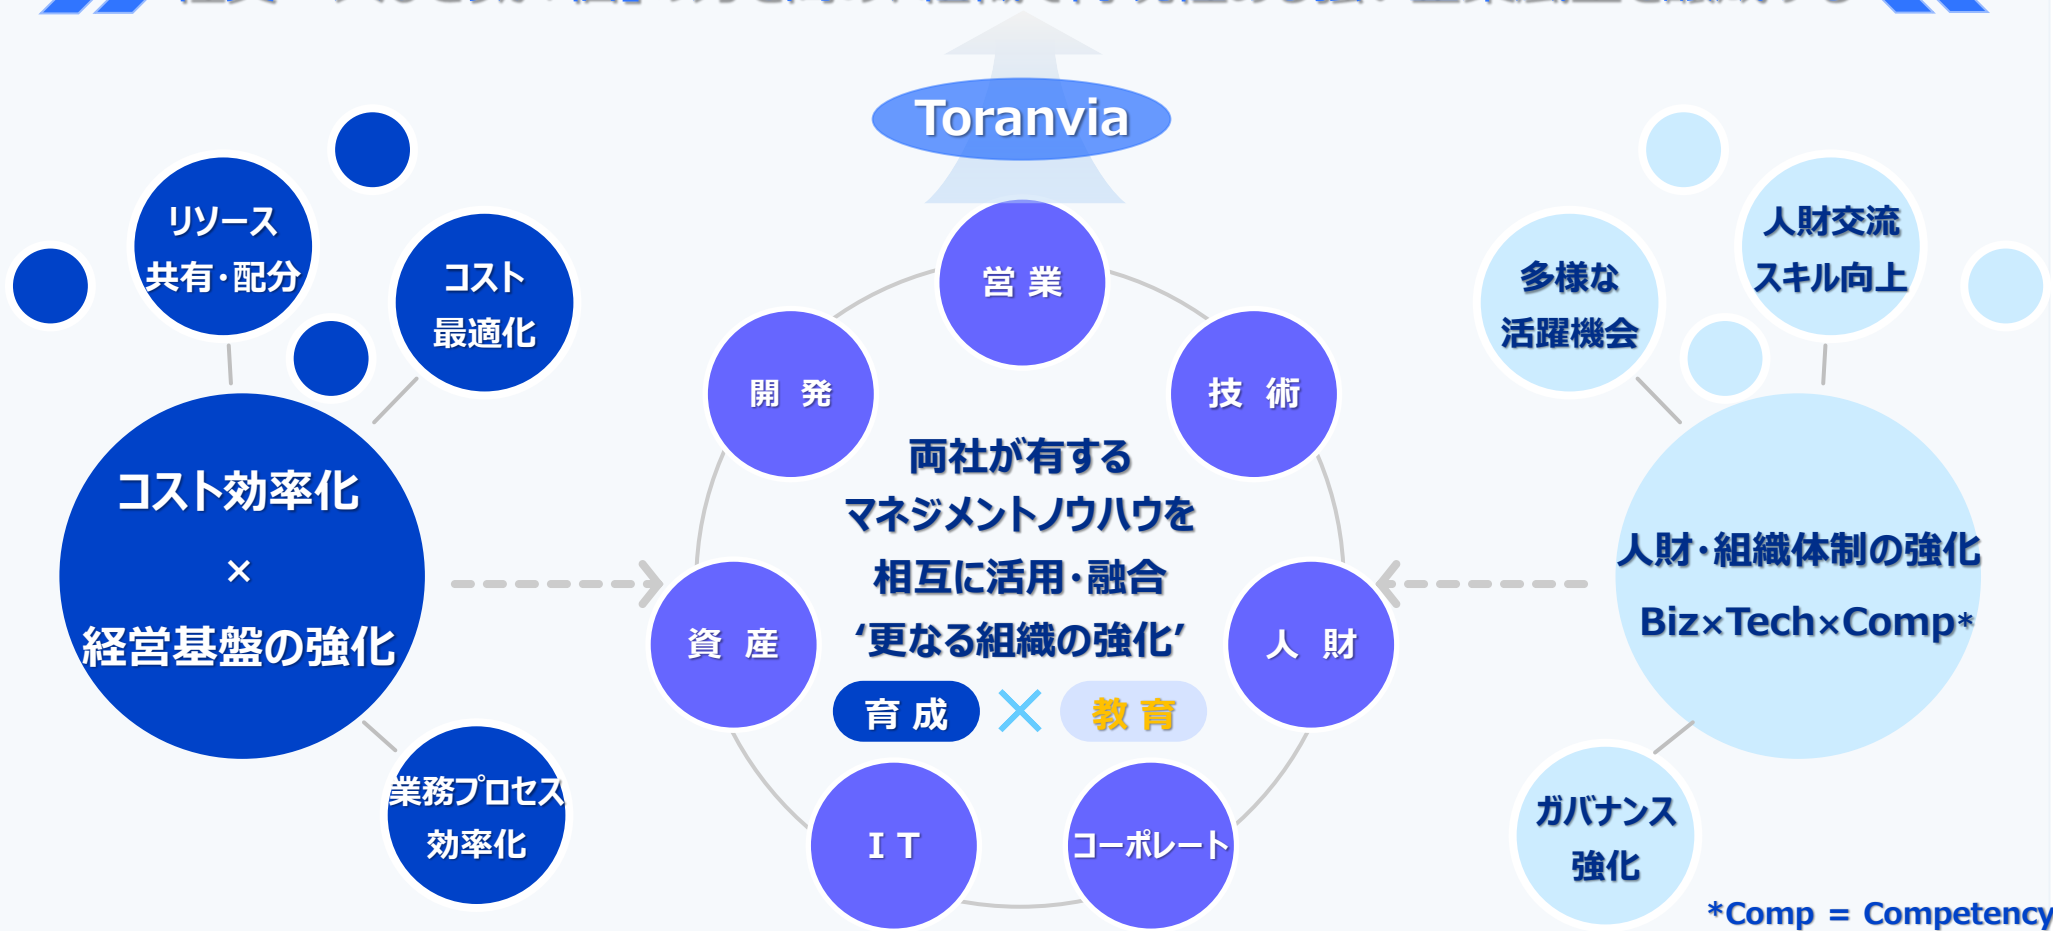 Toranvia
リソース
共有・配分
コスト
最適化
コスト効率化
×
経営基盤の強化
業務プロセス
効率化
営 業
開 発
技 術
資 産
人 財
I T
コーポレート
両社が有する
マネジメントノウハウを
相互に活用・融合
‘更なる組織の強化’
育 成
教 育
多様な
活躍機会
人財交流
スキル向上
人財・組織体制の強化
Biz×Tech×Comp*
ガバナンス
強化
*Comp = Competency